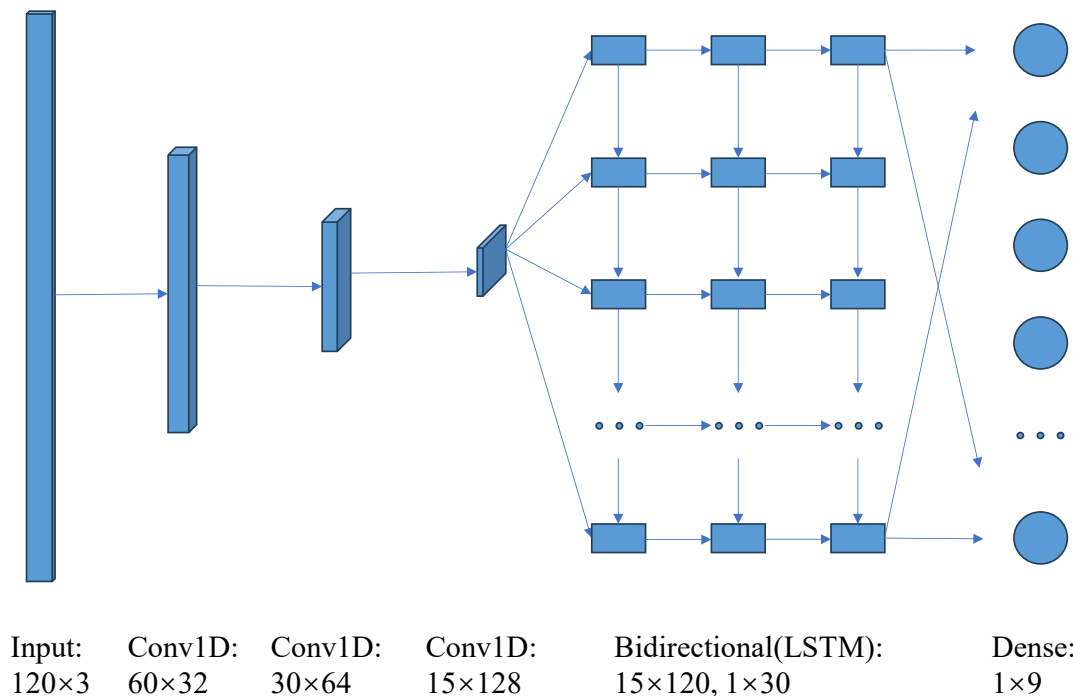 Input: Conv1D: Conv1D: Conv1D: Bidirectional(LSTM): Dense:
120×3 60×32 30×64 15×128 15×120, 1×30 1×9